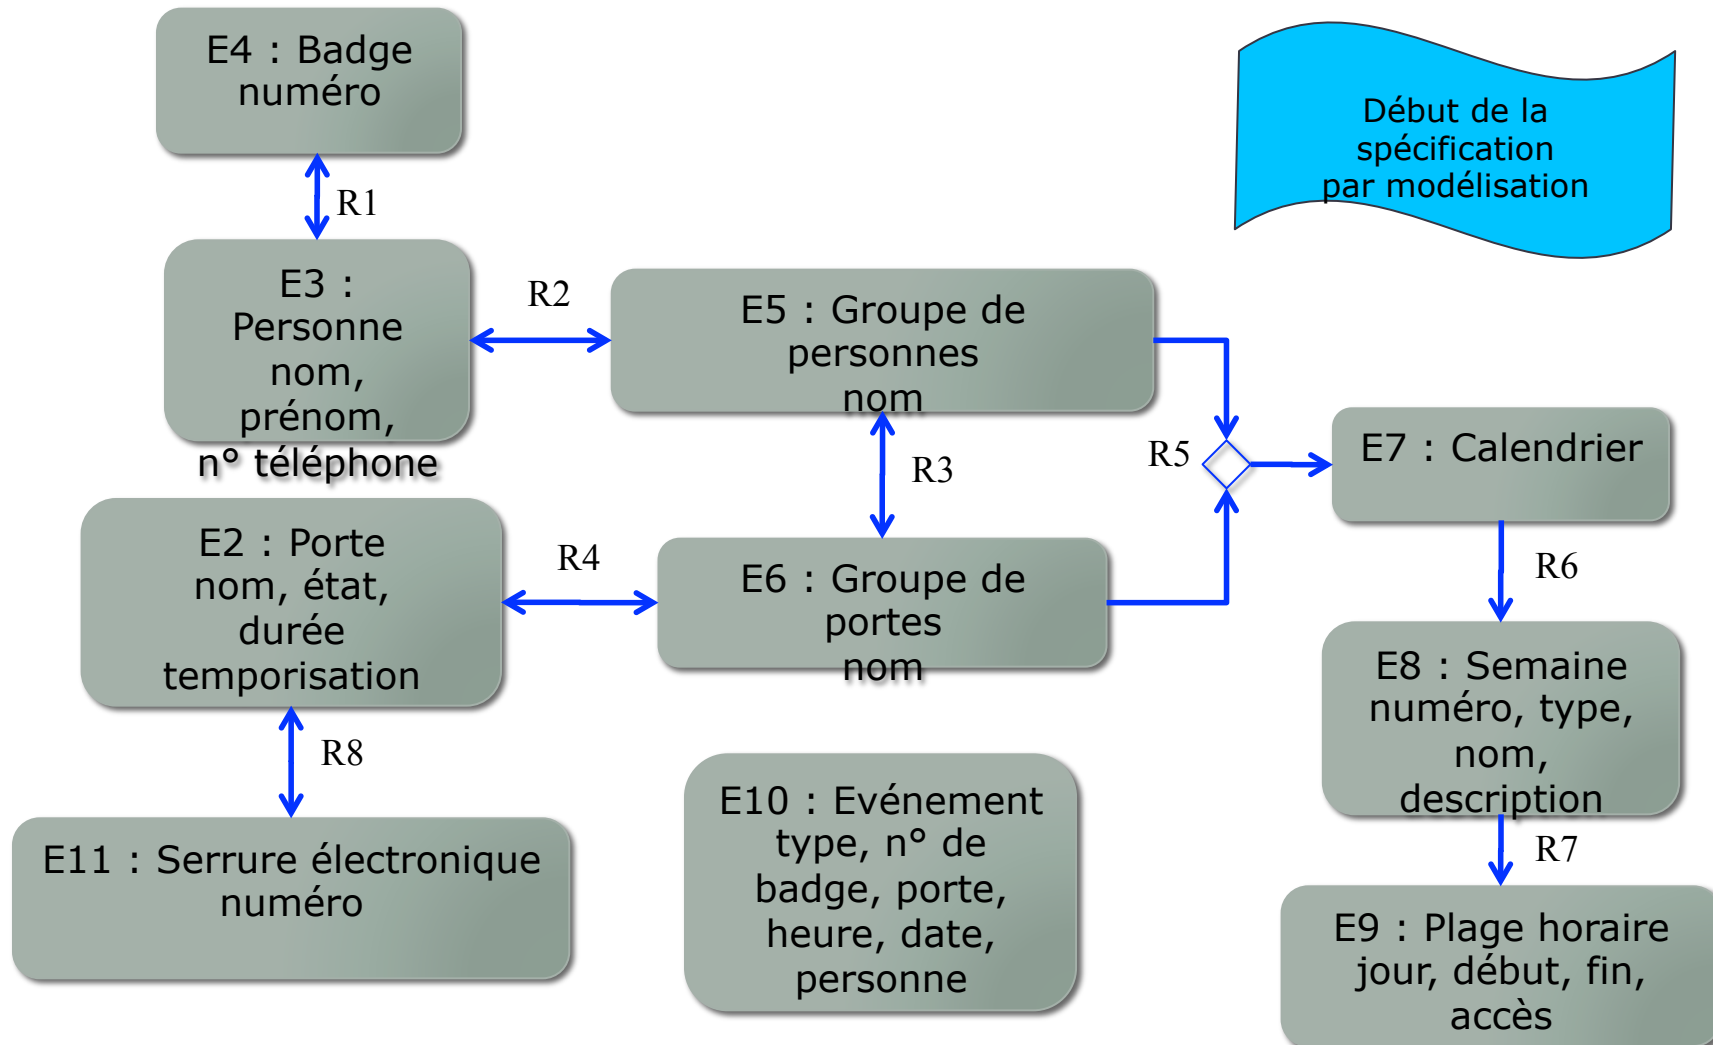 E4 : Badge
numéro
Début de la
spécification
par modélisation
R1
E3 :
Personne
nom,
prénom,
n° téléphone
R2
E5 : Groupe de
personnes
nom
R3
R5
E7 : Calendrier
E2 : Porte
nom, état,
durée
temporisation
R4
E6 : Groupe de
portes
nom
R6
E8 : Semaine
numéro, type,
nom,
description
R8
E11 : Serrure électronique
numéro
E10 : Evénement
type, n° de
badge, porte,
heure, date,
personne
R7
E9 : Plage horaire
jour, début, fin,
accès